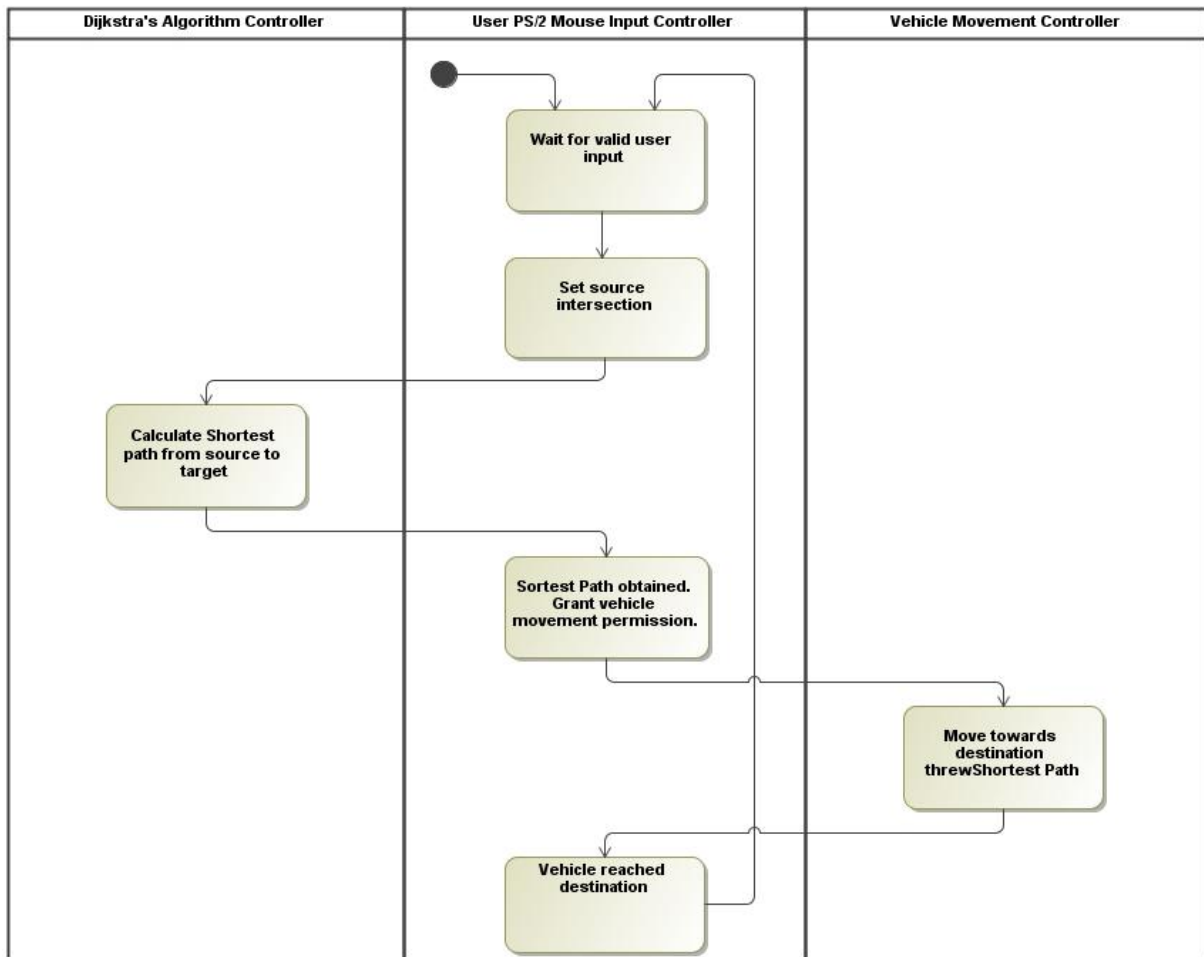 Dijkstra's Algorithm Controller
User PS/2 Mouse Input Controller
Vehicle Movement Controller
Wait for valid user
input
Set source
intersection
Calculate Shortest
path from source to
target
Sortest Path obtained.
Grant vehicle
movement permission.
Move towards
destination
threwShortest Path
Vehicle reached
destination